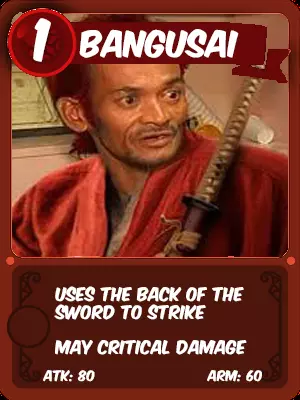 1 BANGUSAI
USES THE BACK OF THE
SWORD TO STRIKE
MAY CRITICAL DAMAGE
ATK: 80 ARM: 60